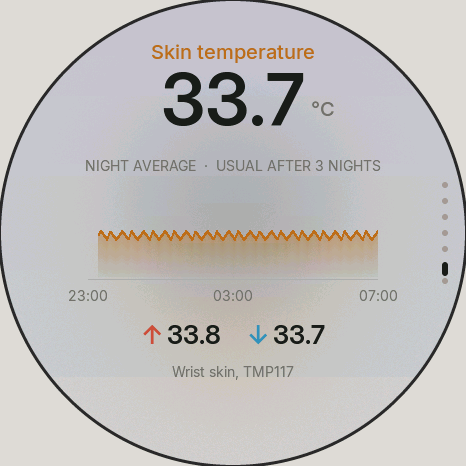 Skin temperature
33.7 °C
NIGHT AVERAGE · USUAL AFTER 3 NIGHTS
23:00 03:00 07:00
↑ 33.8 ↓ 33.7
Wrist skin, TMP117